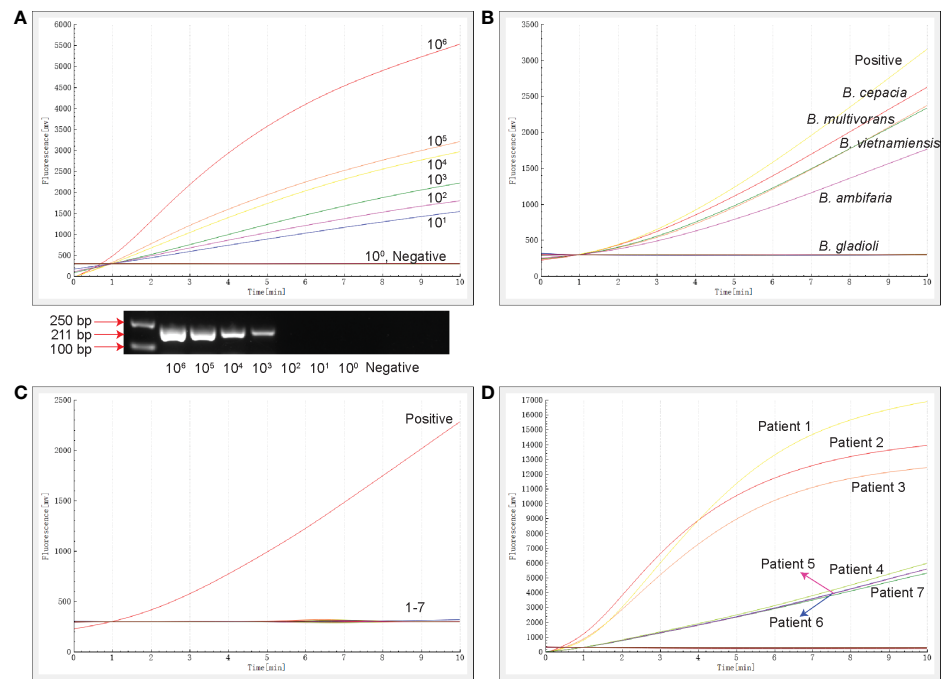 A
6000
5500
5000
4500
4000
3500
3000
2500
2000
1500
1000
500
0
Fluorescence[mv]
0 1 2 3 4 5 6 7 8 9 10
Time[min]
10⁶
10⁵
10⁴
10³
10²
10¹
10⁰, Negative
250 bp
211 bp
100 bp
10⁶ 10⁵ 10⁴ 10³ 10² 10¹ 10⁰ Negative
B
3500
3000
2500
2000
1500
1000
500
0
Fluorescence[mv]
0 1 2 3 4 5 6 7 8 9 10
Time[min]
Positive
B. cepacia
B. multivorans
B. vietnamiensis
B. ambifaria
B. gladioli
C
2500
2000
1500
1000
500
0
Fluorescence[mv]
0 1 2 3 4 5 6 7 8 9 10
Time[min]
Positive
1-7
D
17000
16000
15000
14000
13000
12000
11000
10000
9000
8000
7000
6000
5000
4000
3000
2000
1000
0
Fluorescence[mv]
0 1 2 3 4 5 6 7 8 9 10
Time[min]
Patient 1
Patient 2
Patient 3
Patient 5
Patient 4
Patient 7
Patient 6